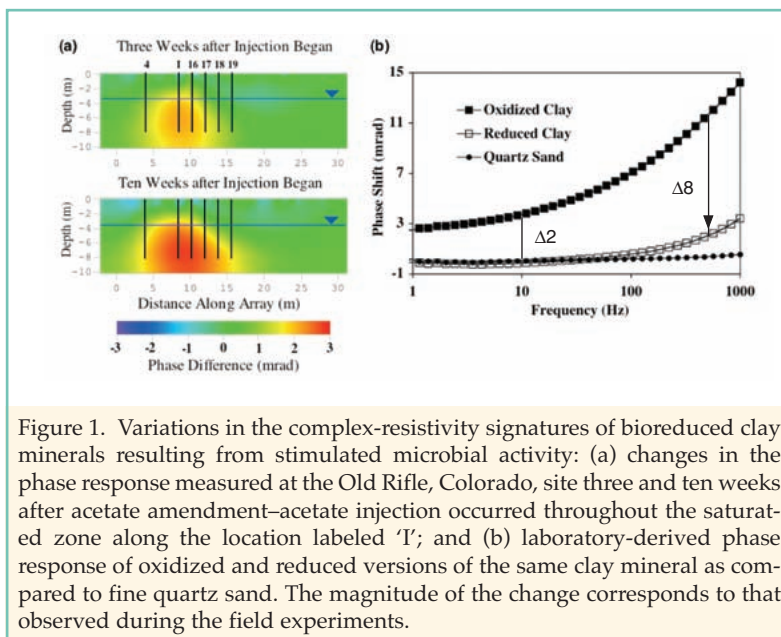 (a)
Three Weeks after Injection Began
4 I 16 17 18 19
Depth (m)
0
-2
-4
-6
-8
-10
0 5 10 15 20 25 30
Ten Weeks after Injection Began
Depth (m)
0
-2
-4
-6
-8
-10
0 5 10 15 20 25 30
Distance Along Array (m)
-3 -2 -1 0 1 2 3
Phase Difference (mrad)
(b)
Phase Shift (mrad)
15
11
7
3
-1
Oxidized Clay
Reduced Clay
Quartz Sand
Δ8
Δ2
1 10 100 1000
Frequency (Hz)
Figure 1. Variations in the complex-resistivity signatures of bioreduced clay
minerals resulting from stimulated microbial activity: (a) changes in the
phase response measured at the Old Rifle, Colorado, site three and ten weeks
after acetate amendment–acetate injection occurred throughout the saturat-
ed zone along the location labeled ‘I’; and (b) laboratory-derived phase
response of oxidized and reduced versions of the same clay mineral as com-
pared to fine quartz sand. The magnitude of the change corresponds to that
observed during the field experiments.